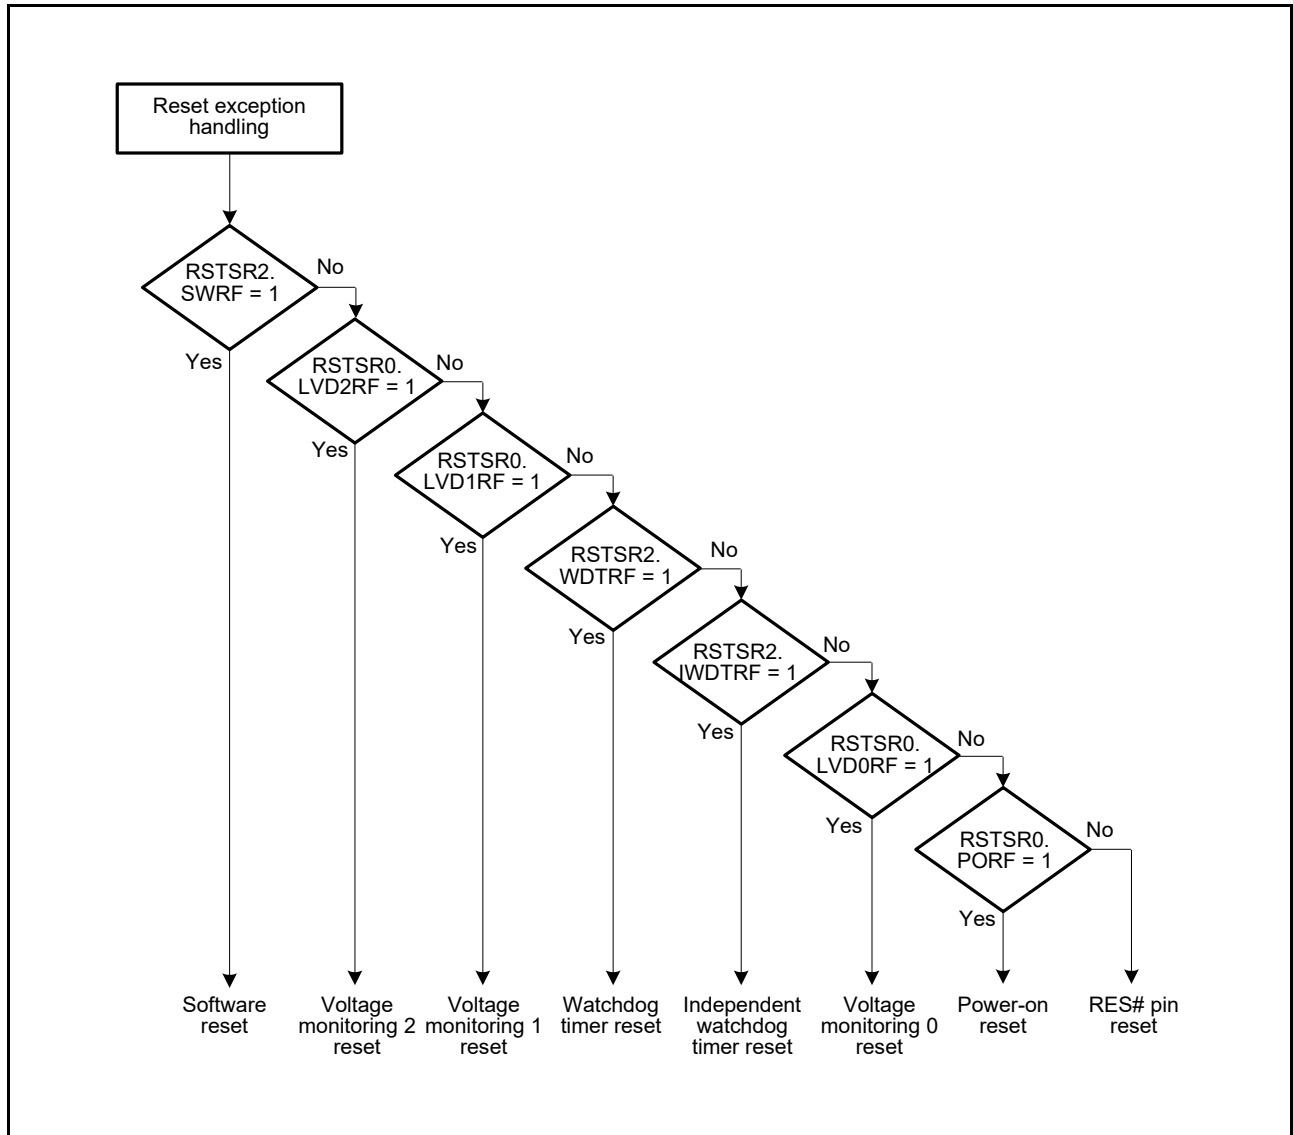 Reset exception
handling
RSTSR2.
SWRF = 1
No
Yes
RSTSR0.
LVD2RF = 1
No
Yes
RSTSR0.
LVD1RF = 1
No
Yes
RSTSR2.
WDTRF = 1
No
Yes
RSTSR2.
IWDTRF = 1
No
Yes
RSTSR0.
LVD0RF = 1
No
Yes
RSTSR0.
PORF = 1
No
Yes
Software
reset
Voltage
monitoring 2
reset
Voltage
monitoring 1
reset
Watchdog
timer reset
Independent
watchdog
timer reset
Voltage
monitoring 0
reset
Power-on
reset
RES# pin
reset